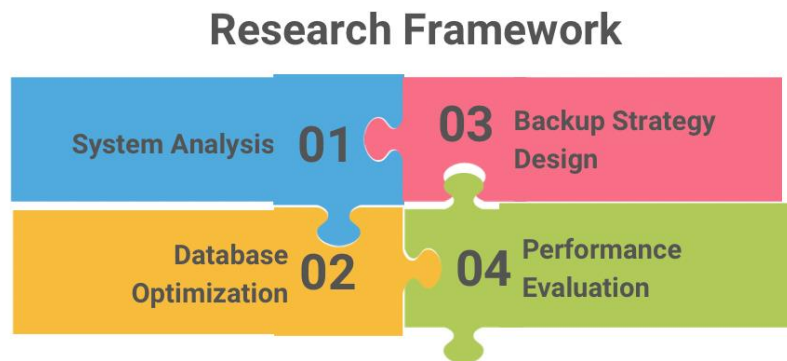 Research Framework
System Analysis 01
03 Backup Strategy
Design
Database
Optimization 02
04 Performance
Evaluation